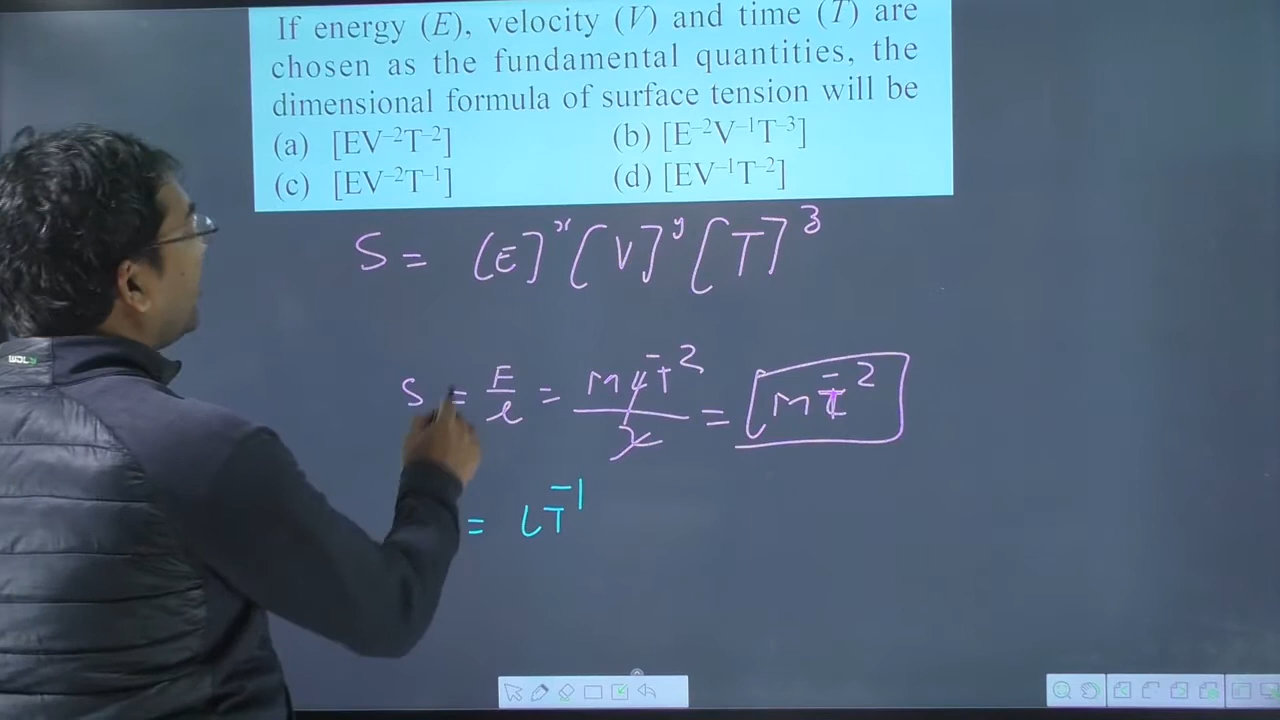 If energy (E), velocity (V) and time (T) are
chosen as the fundamental quantities, the
dimensional formula of surface tension will be
(a) [EV⁻²T⁻²] (b) [E⁻²V⁻¹T⁻³]
(c) [EV⁻²T⁻¹] (d) [EV⁻¹T⁻²]
S = [E]ˣ [V]ʸ [T]ᶻ
S = F/l = MLT⁻²/L = [MT⁻²
= LT⁻¹